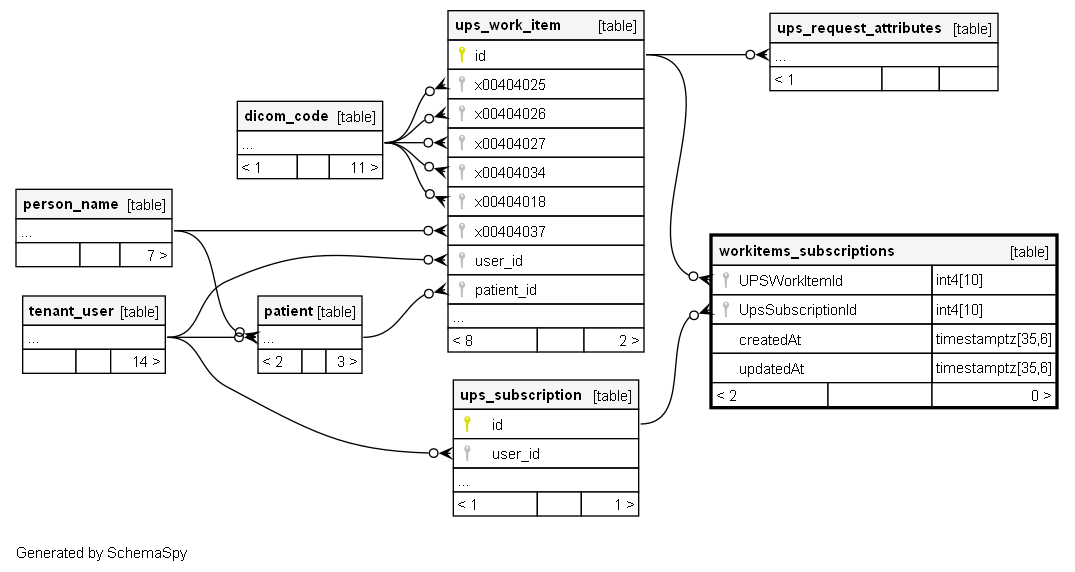 ups_work_item [table]
id
x00404025
x00404026
x00404027
x00404034
x00404018
x00404037
user_id
patient_id
...
< 8 2 >
ups_request_attributes [table]
...
< 1
dicom_code [table]
...
< 1 11 >
person_name [table]
...
7 >
tenant_user [table]
...
14 >
patient [table]
...
< 2 3 >
workitems_subscriptions [table]
UPSWorkItemId int4[10]
UpsSubscriptionId int4[10]
createdAt timestamptz[35,6]
updatedAt timestamptz[35,6]
< 2 0 >
ups_subscription [table]
id
user_id
...
< 1 1 >
Generated by SchemaSpy